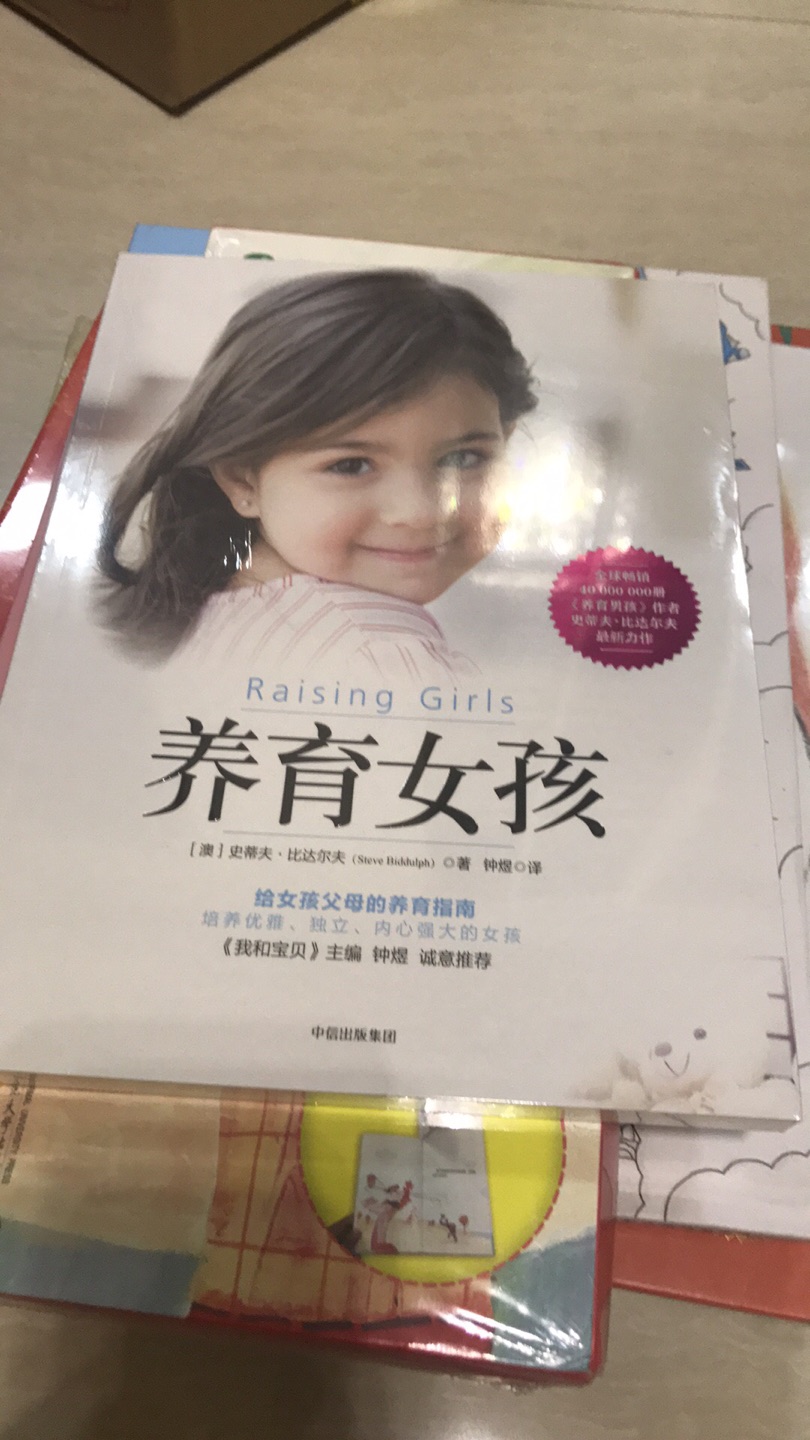 全球畅销
40 000 000册
《养育男孩》作者
史蒂夫·比达尔夫
最新力作
Raising Girls
养育女孩
[澳]史蒂夫·比达尔夫(Steve Biddulph)◎著 钟煜◎译
给女孩父母的养育指南
培养优雅、独立、内心强大的女孩
《我和宝贝》主编 钟煜 诚意推荐
中信出版集团